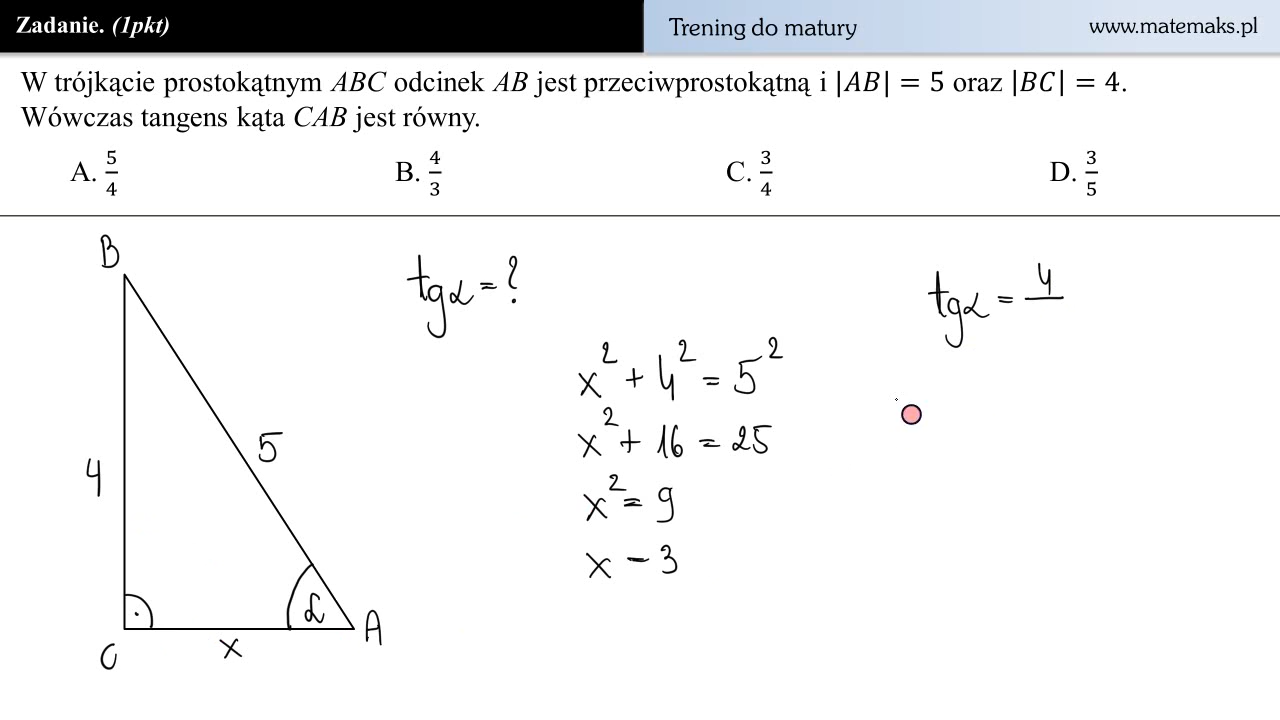 Zadanie. (1pkt)
Trening do matury
www.matemaks.pl
W trójkącie prostokątnym ABC odcinek AB jest przeciwprostokątną i |AB| = 5 oraz |BC| = 4.
Wówczas tangens kąta CAB jest równy.
A. 5/4 B. 4/3 C. 3/4 D. 3/5
B
tgα = ?
tgα = 4
x² + 4² = 5²
5
x² + 16 = 25
4
x² = 9
x = 3
α
A
C
x